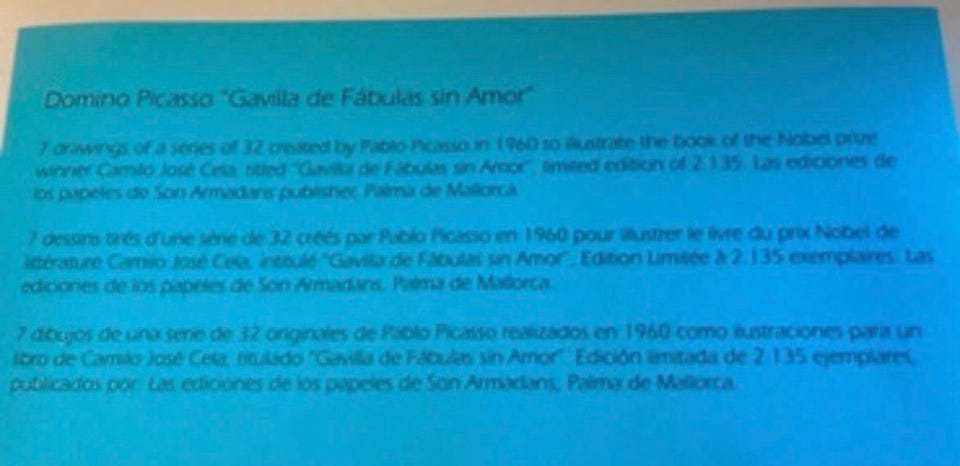 Domino Picasso "Gavilla de Fábulas sin Amor"
7 drawings of a series of 32 created by Pablo Picasso in 1960 to illustrate the book of the Nobel prize
winner Camilo José Cela, titled "Gavilla de Fábulas sin Amor", limited edition of 2.135. Las ediciones de
los papeles de Son Armadans publisher, Palma de Mallorca.
7 dessins tirés d'une série de 32 créés par Pablo Picasso en 1960 pour illustrer le livre du prix Nobel de
littérature Camilo José Cela, intitulé "Gavilla de Fábulas sin Amor". Edition Limitée à 2.135 exemplaires. Las
ediciones de los papeles de Son Armadans, Palma de Mallorca.
7 dibujos de una serie de 32 originales de Pablo Picasso realizados en 1960 como ilustraciones para un
libro de Camilo José Cela, titulado "Gavilla de Fábulas sin Amor". Edición limitada de 2.135 ejemplares,
publicados por: Las ediciones de los papeles de Son Armadans, Palma de Mallorca.